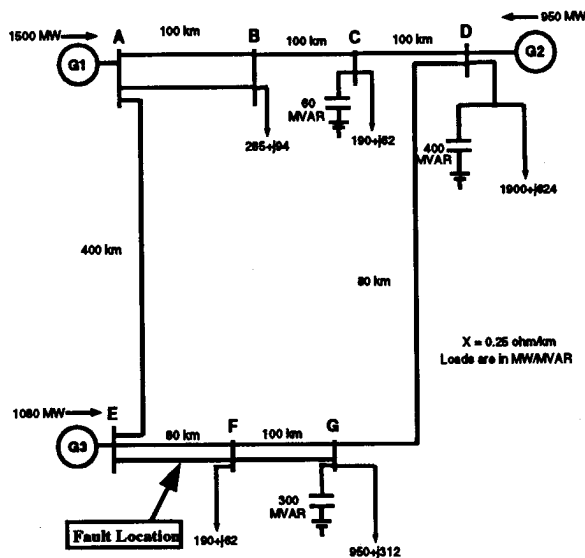 1500 MW
A
100 km
B
100 km
C
100 km
D
950 MW
G1
G2
60
MVAR
285+j94
190+j62
400
MVAR
1900+j624
400 km
80 km
X = 0.25 ohm/km
Loads are in MW/MVAR
1080 MW
E
80 km
F
100 km
G
G3
Fault Location
190+j62
300
MVAR
950+j312